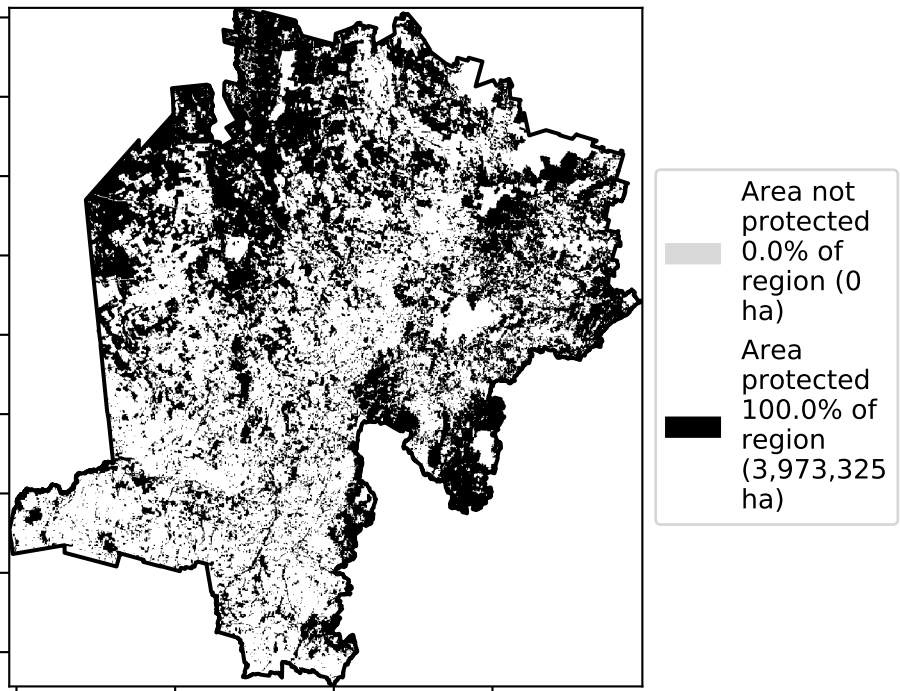 Area not
protected
0.0% of
region (0
ha)
Area
protected
100.0% of
region
(3,973,325
ha)